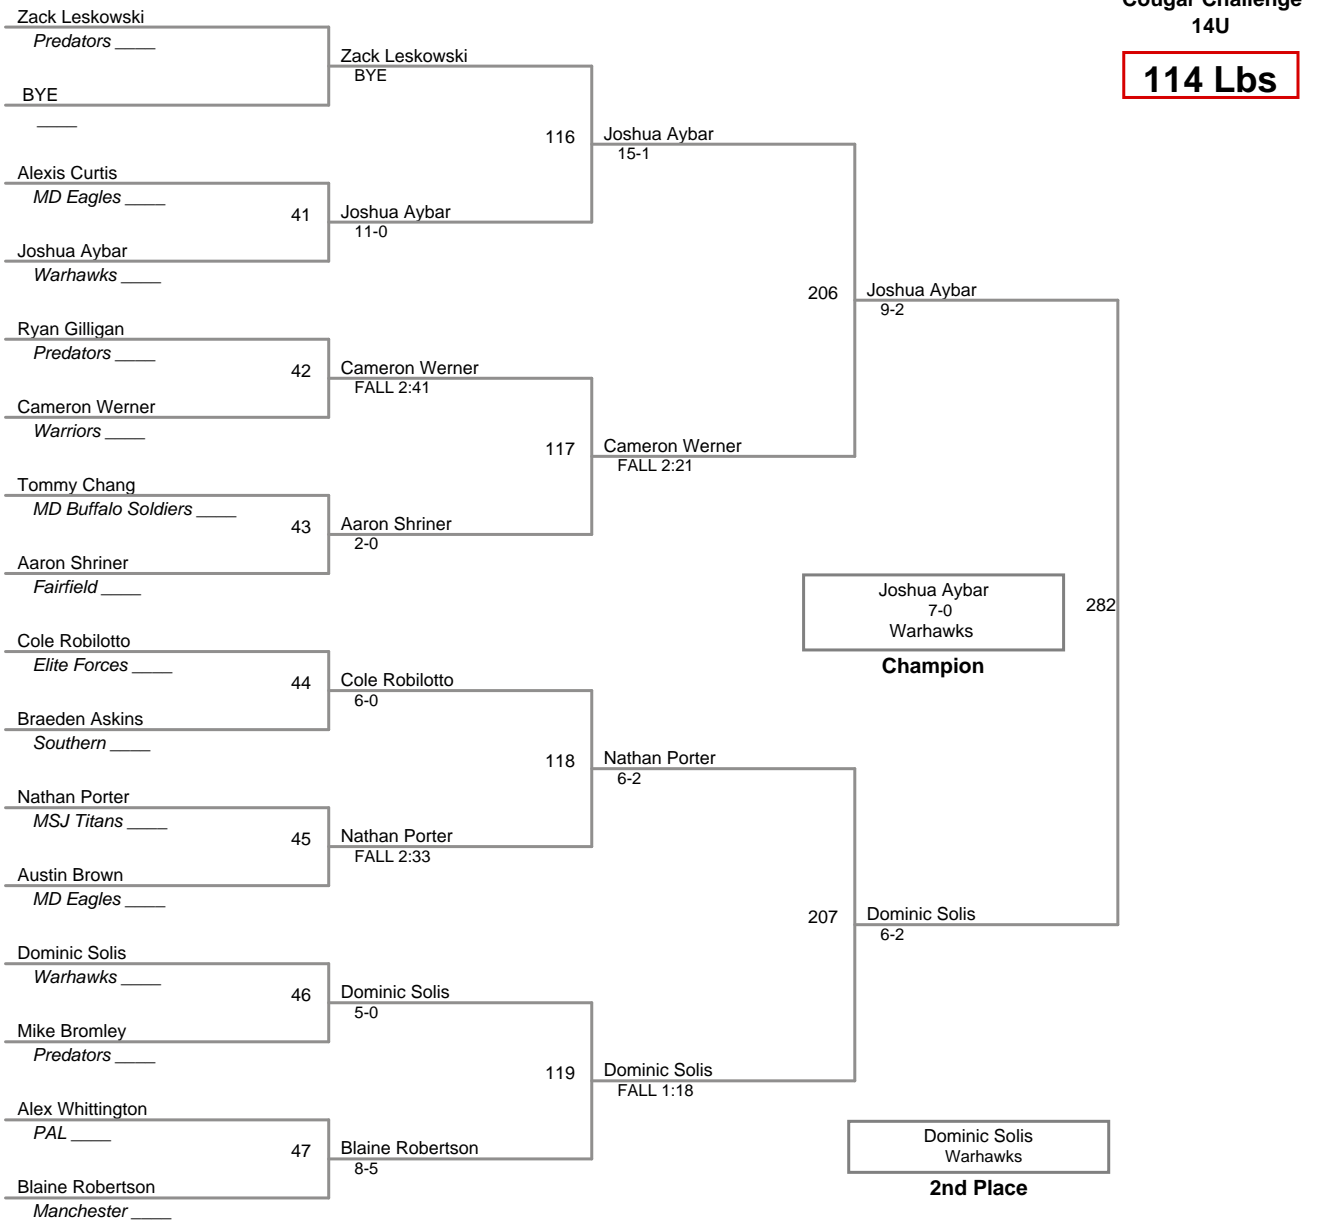 Cougar Challenge
14U
114 Lbs
Zack Leskowski
Predators ____
BYE
____
Alexis Curtis
MD Eagles ____
41
Joshua Aybar
Warhawks ____
Ryan Gilligan
Predators ____
42
Cameron Werner
Warriors ____
Tommy Chang
MD Buffalo Soldiers ____
43
Aaron Shriner
Fairfield ____
Cole Robilotto
Elite Forces ____
44
Braeden Askins
Southern ____
Nathan Porter
MSJ Titans ____
45
Austin Brown
MD Eagles ____
Dominic Solis
Warhawks ____
46
Mike Bromley
Predators ____
Alex Whittington
PAL ____
47
Blaine Robertson
Manchester ____
Zack Leskowski
BYE
116
Joshua Aybar
11-0
Cameron Werner
FALL 2:41
117
Aaron Shriner
2-0
Cole Robilotto
6-0
118
Nathan Porter
FALL 2:33
Dominic Solis
5-0
119
Blaine Robertson
8-5
Joshua Aybar
15-1
206
Cameron Werner
FALL 2:21
Nathan Porter
6-2
207
Dominic Solis
FALL 1:18
Joshua Aybar
9-2
282
Dominic Solis
6-2
Joshua Aybar
7-0
Warhawks
Champion
Dominic Solis
Warhawks
2nd Place